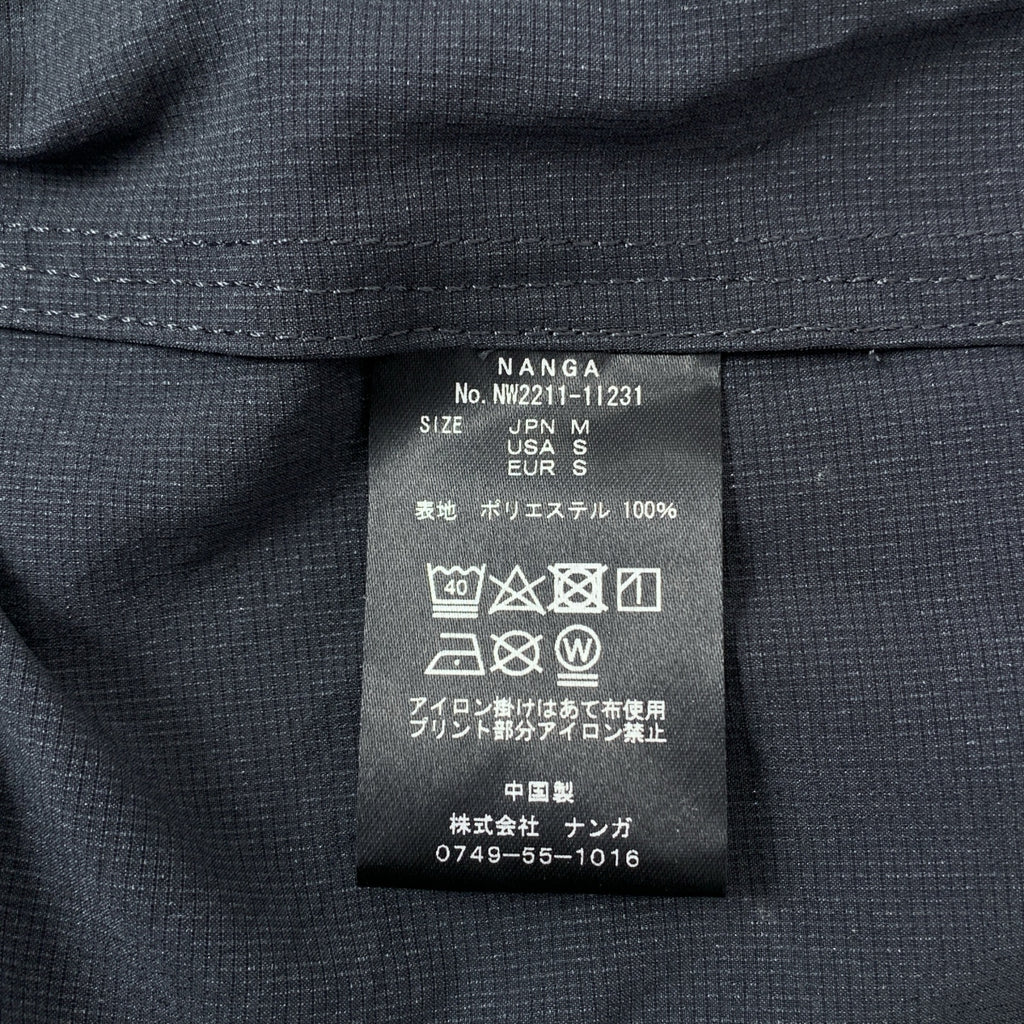 NANGA
No. NW2211-1I231
SIZE JPN M
USA S
EUR S
表地 ポリエステル 100%
40
W
アイロン掛けはあて布使用
プリント部分アイロン禁止
中国製
株式会社 ナンガ
0749-55-1016